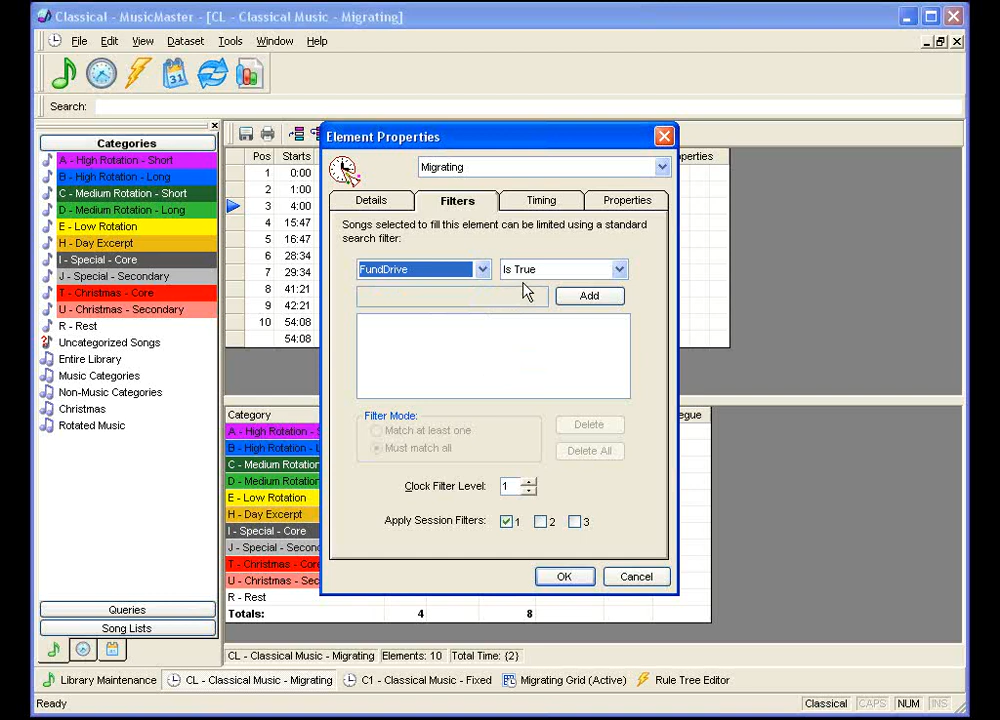 Classical - MusicMaster - [CL - Classical Music - Migrating]
File Edit View Dataset Tools Window Help
31
Search:
Categories
A - High Rotation - Short
B - High Rotation - Long
C - Medium Rotation - Short
D - Medium Rotation - Long
E - Low Rotation
H - Day Excerpt
I - Special - Core
J - Special - Secondary
T - Christmas - Core
U - Christmas - Secondary
R - Rest
Uncategorized Songs
Entire Library
Music Categories
Non-Music Categories
Christmas
Rotated Music
Queries
Song Lists
Pos Starts
1 0:00
2 1:00
3 4:00
4 15:47
5 16:47
6 28:34
7 29:34
8 41:21
9 42:21
10 54:08
54:08
Element Properties
Migrating
Details Filters Timing Properties
Songs selected to fill this element can be limited using a standard
search filter:
FundDrive Is True
Add
Filter Mode:
Match at least one
Must match all
Delete
Delete All
Clock Filter Level: 1
Apply Session Filters: 1 2 3
OK Cancel
Category
A - High Rotation - S
B - High Rotation - L
C - Medium Rotation
D - Medium Rotation
E - Low Rotation
H - Day Excerpt
I - Special - Core
J - Special - Second
T - Christmas - Core
U - Christmas - Sec
R - Rest
Totals: 4 8
CL - Classical Music - Migrating Elements: 10 Total Time: {2}
Library Maintenance CL - Classical Music - Migrating C1 - Classical Music - Fixed Migrating Grid (Active) Rule Tree Editor
Ready Classical CAPS NUM INS